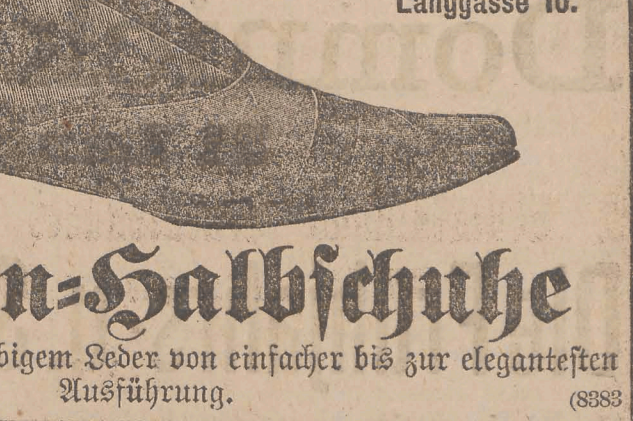 Langgasse 10.
n=Halbschuhe
bigem Leder von einfacher bis zur elegantesten
Ausführung.
(8383